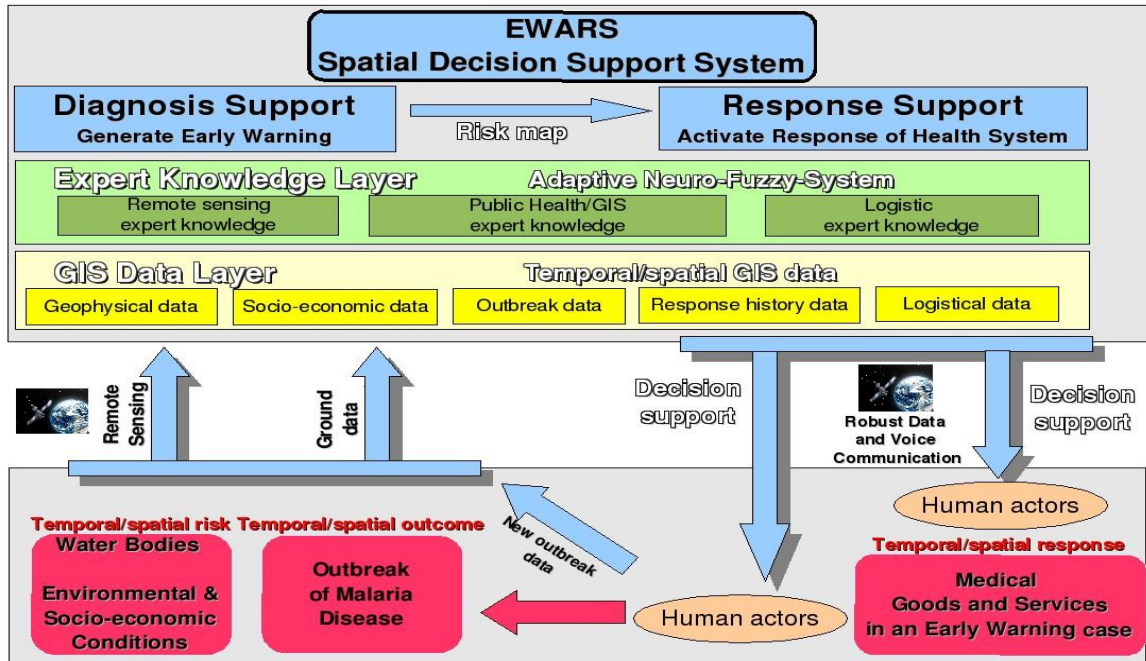 EWARS
Spatial Decision Support System
Diagnosis Support
Generate Early Warning
Risk map
Response Support
Activate Response of Health System
Expert Knowledge Layer
Adaptive Neuro-Fuzzy-System
Remote sensing
expert knowledge
Public Health/GIS
expert knowledge
Logistic
expert knowledge
GIS Data Layer
Temporal/spatial GIS data
Geophysical data
Socio-economic data
Outbreak data
Response history data
Logistical data
Remote
Sensing
Ground
data
Decision
support
Robust Data
and Voice
Communication
Decision
support
Human actors
Temporal/spatial risk
Water Bodies
Environmental &
Socio-economic
Conditions
Temporal/spatial outcome
Outbreak
of Malaria
Disease
New outbreak
data
Human actors
Temporal/spatial response
Medical
Goods and Services
in an Early Warning case